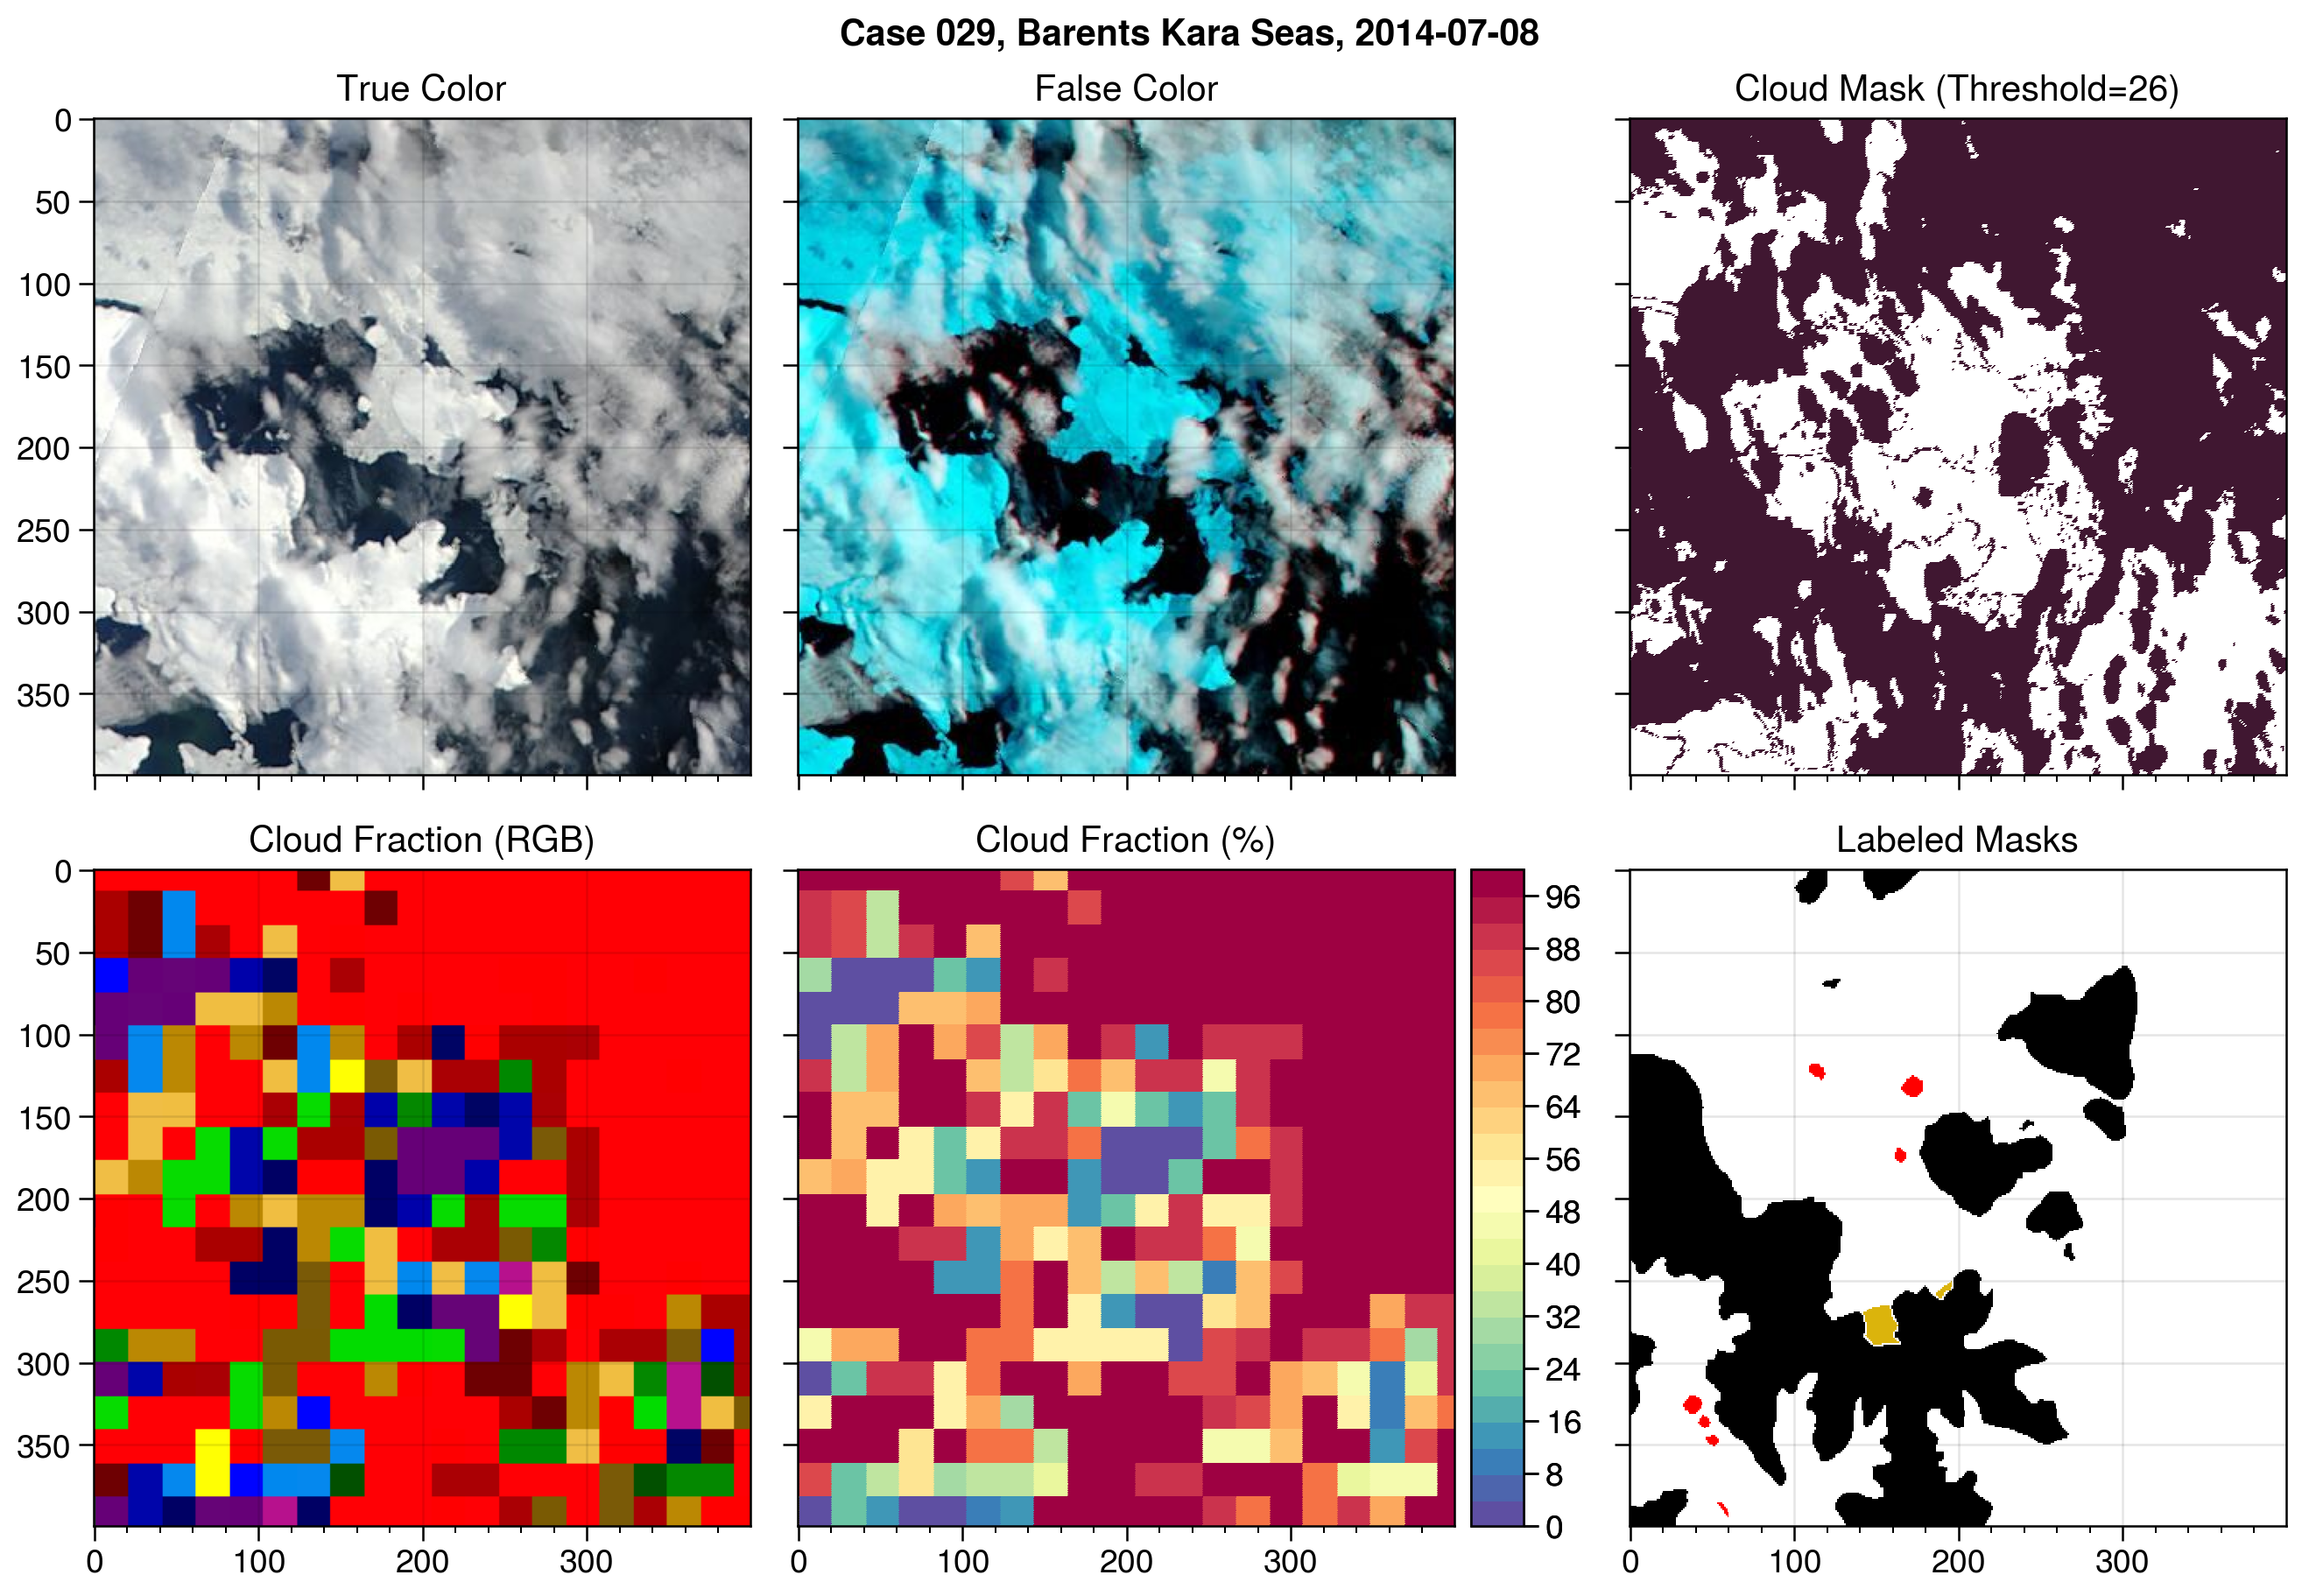 Case 029, Barents Kara Seas, 2014-07-08
True Color
False Color
Cloud Mask (Threshold=26)
0
50
100
150
200
250
300
350
Cloud Fraction (RGB)
Cloud Fraction (%)
Labeled Masks
0
50
100
150
200
250
300
350
96
88
80
72
64
56
48
40
32
24
16
8
0
0 100 200 300
0 100 200 300
0 100 200 300